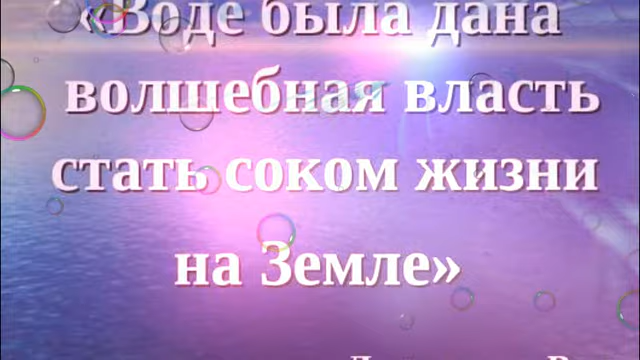 «Воде была дана
волшебная власть
стать соком жизни
на Земле»